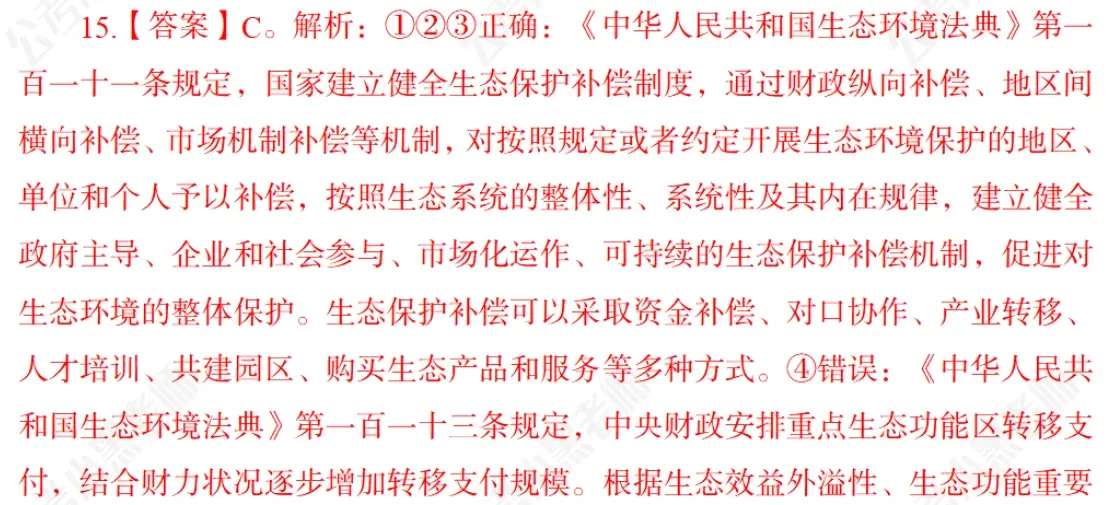 15.【答案】C。解析：①②③正确：《中华人民共和国生态环境法典》第一
百一十一条规定，国家建立健全生态保护补偿制度，通过财政纵向补偿、地区间
横向补偿、市场机制补偿等机制，对按照规定或者约定开展生态环境保护的地区、
单位和个人予以补偿，按照生态系统的整体性、系统性及其内在规律，建立健全
政府主导、企业和社会参与、市场化运作、可持续的生态保护补偿机制，促进对
生态环境的整体保护。生态保护补偿可以采取资金补偿、对口协作、产业转移、
人才培训、共建园区、购买生态产品和服务等多种方式。④错误：《中华人民共
和国生态环境法典》第一百一十三条规定，中央财政安排重点生态功能区转移支
付，结合财力状况逐步增加转移支付规模。根据生态效益外溢性、生态功能重要